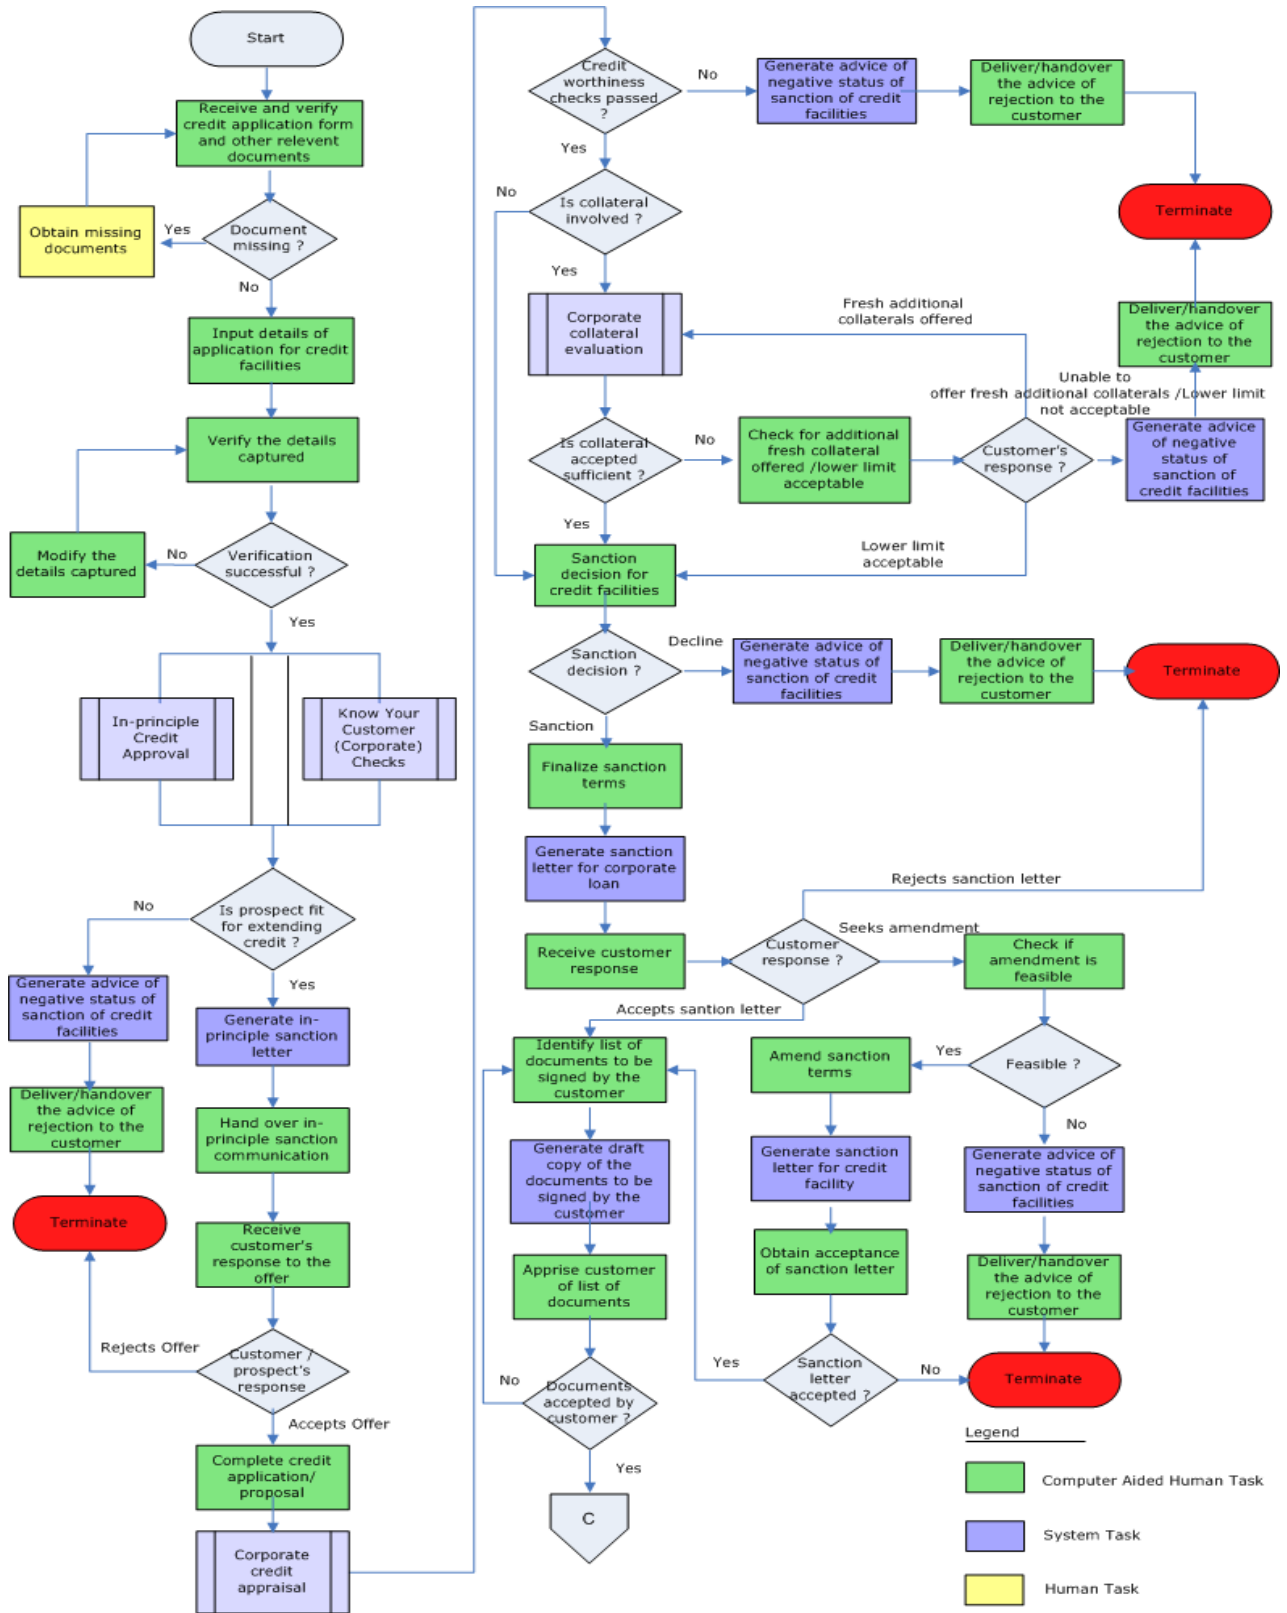 Start
Receive and verify
credit application form
and other relevent
documents
Obtain missing
documents
Yes
Document
missing ?
No
Input details of
application for credit
facilities
Verify the details
captured
Modify the
details captured
No
Verification
successful ?
Yes
In-principle
Credit
Approval
Know Your
Customer
(Corporate)
Checks
Is prospect fit
for extending
credit ?
No
Yes
Generate advice of
negative status of
sanction of credit
facilities
Generate in-
principle sanction
letter
Deliver/handover
the advice of
rejection to the
customer
Hand over in-
principle sanction
communication
Terminate
Receive
customer's
response to the
offer
Rejects Offer
Customer /
prospect's
response
Accepts Offer
Complete credit
application/
proposal
Corporate
credit
appraisal
Credit
worthiness
checks passed
?
No
Generate advice of
negative status of
sanction of credit
facilities
Deliver/handover
the advice of
rejection to the
customer
Terminate
Yes
No
Is collateral
involved ?
Yes
Corporate
collateral
evaluation
Fresh additional
collaterals offered
Deliver/handover
the advice of
rejection to the
customer
Unable to
offer fresh additional collaterals /Lower limit
not acceptable
Is collateral
accepted
sufficient ?
No
Check for additional
fresh collateral
offered /lower limit
acceptable
Customer's
response ?
Generate advice
of negative
status of
sanction of
credit facilities
Yes
Lower limit
acceptable
Sanction
decision for
credit facilities
Sanction
decision ?
Decline
Generate advice of
negative status of
sanction of credit
facilities
Deliver/handover
the advice of
rejection to the
customer
Terminate
Sanction
Finalize sanction
terms
Generate sanction
letter for corporate
loan
Rejects sanction letter
Receive customer
response
Customer
response ?
Seeks amendment
Check if
amendment is
feasible
Accepts santion letter
Identify list of
documents to be
signed by the
customer
Amend sanction
terms
Yes
Feasible ?
No
Generate draft
copy of the
documents to be
signed by the
customer
Generate sanction
letter for credit
facility
Generate advice of
negative status of
sanction of credit
facilities
Apprise customer
of list of
documents
Obtain acceptance
of sanction letter
Deliver/handover
the advice of
rejection to the
customer
No
Documents
accepted by
customer ?
Yes
Sanction
letter
accepted ?
No
Terminate
Yes
C
Legend
Computer Aided Human Task
System Task
Human Task